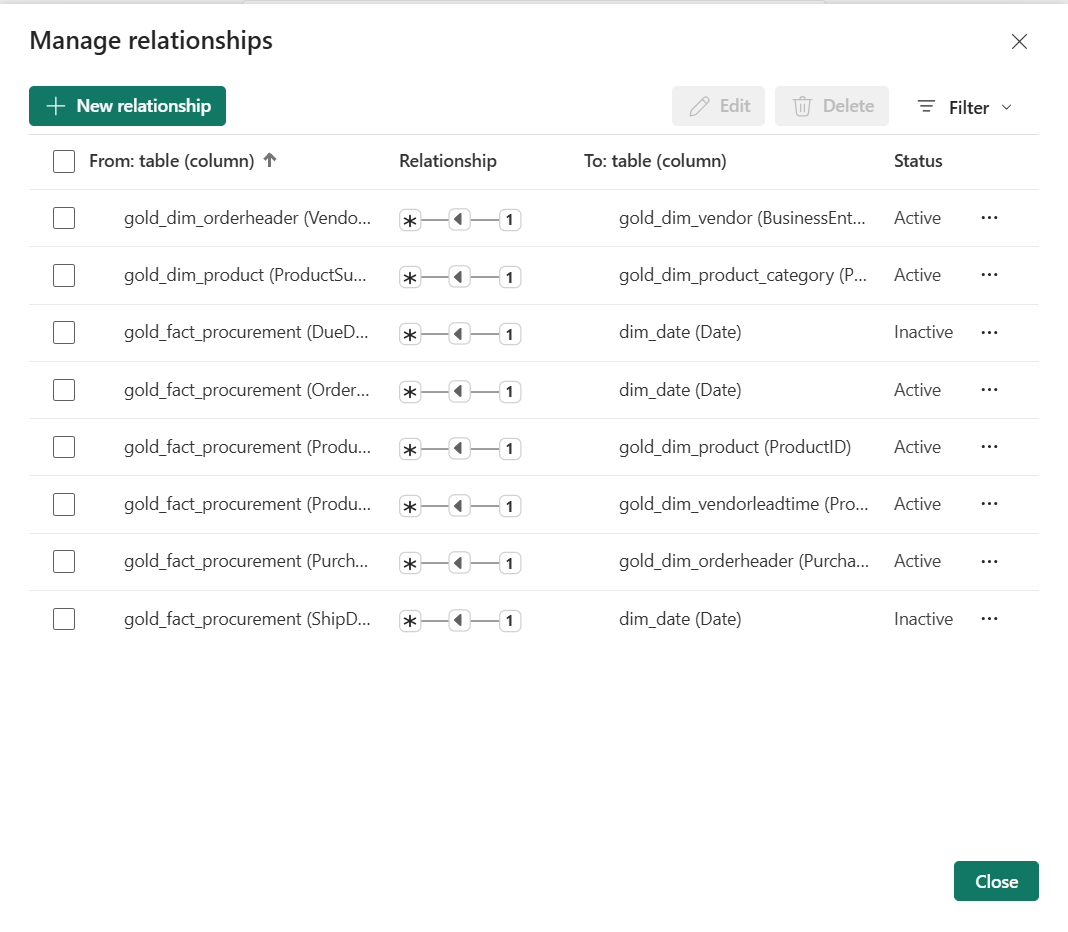 Manage relationships
New relationship Edit Delete Filter
From: table (column) Relationship To: table (column) Status
gold_dim_orderheader (Vendo... * 1 gold_dim_vendor (BusinessEnt... Active ...
gold_dim_product (ProductSu... * 1 gold_dim_product_category (P... Active ...
gold_fact_procurement (DueD... * 1 dim_date (Date) Inactive ...
gold_fact_procurement (Order... * 1 dim_date (Date) Active ...
gold_fact_procurement (Produ... * 1 gold_dim_product (ProductID) Active ...
gold_fact_procurement (Produ... * 1 gold_dim_vendorleadtime (Pro... Active ...
gold_fact_procurement (Purch... * 1 gold_dim_orderheader (Purcha... Active ...
gold_fact_procurement (ShipD... * 1 dim_date (Date) Inactive ...
Close